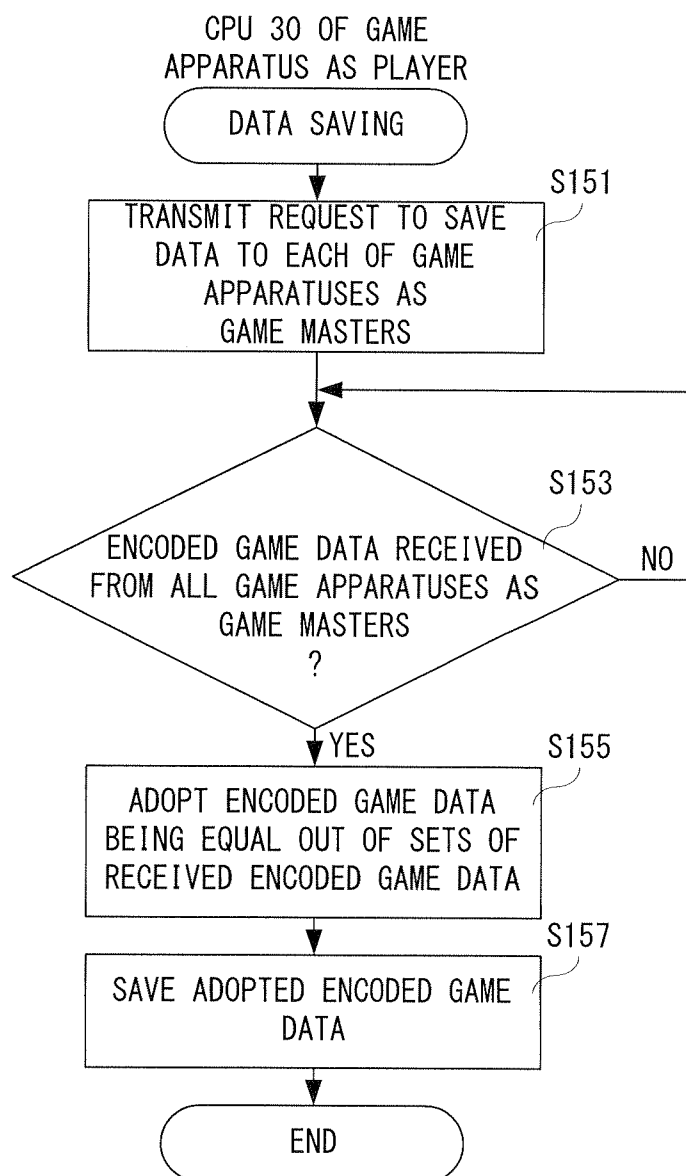 CPU 30 OF GAME
APPARATUS AS PLAYER
DATA SAVING
S151
TRANSMIT REQUEST TO SAVE
DATA TO EACH OF GAME
APPARATUSES AS
GAME MASTERS
S153
ENCODED GAME DATA RECEIVED
FROM ALL GAME APPARATUSES AS
GAME MASTERS
?
NO
YES
S155
ADOPT ENCODED GAME DATA
BEING EQUAL OUT OF SETS OF
RECEIVED ENCODED GAME DATA
S157
SAVE ADOPTED ENCODED GAME
DATA
END